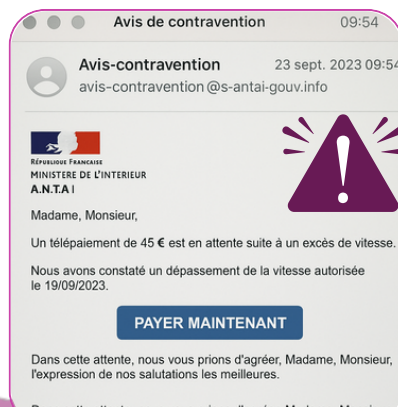 Avis de contravention 09:54
Avis-contravention 23 sept. 2023 09:54
avis-contravention@s-antai-gouv.info
RÉPUBLIQUE FRANÇAISE
MINISTERE DE L'INTERIEUR
A.N.T.A I
Madame, Monsieur,
Un télépaiement de 45 € est en attente suite à un excès de vitesse.
Nous avons constaté un dépassement de la vitesse autorisée
le 19/09/2023.
PAYER MAINTENANT
Dans cette attente, nous vous prions d'agréer, Madame, Monsieur,
l'expression de nos salutations les meilleures.